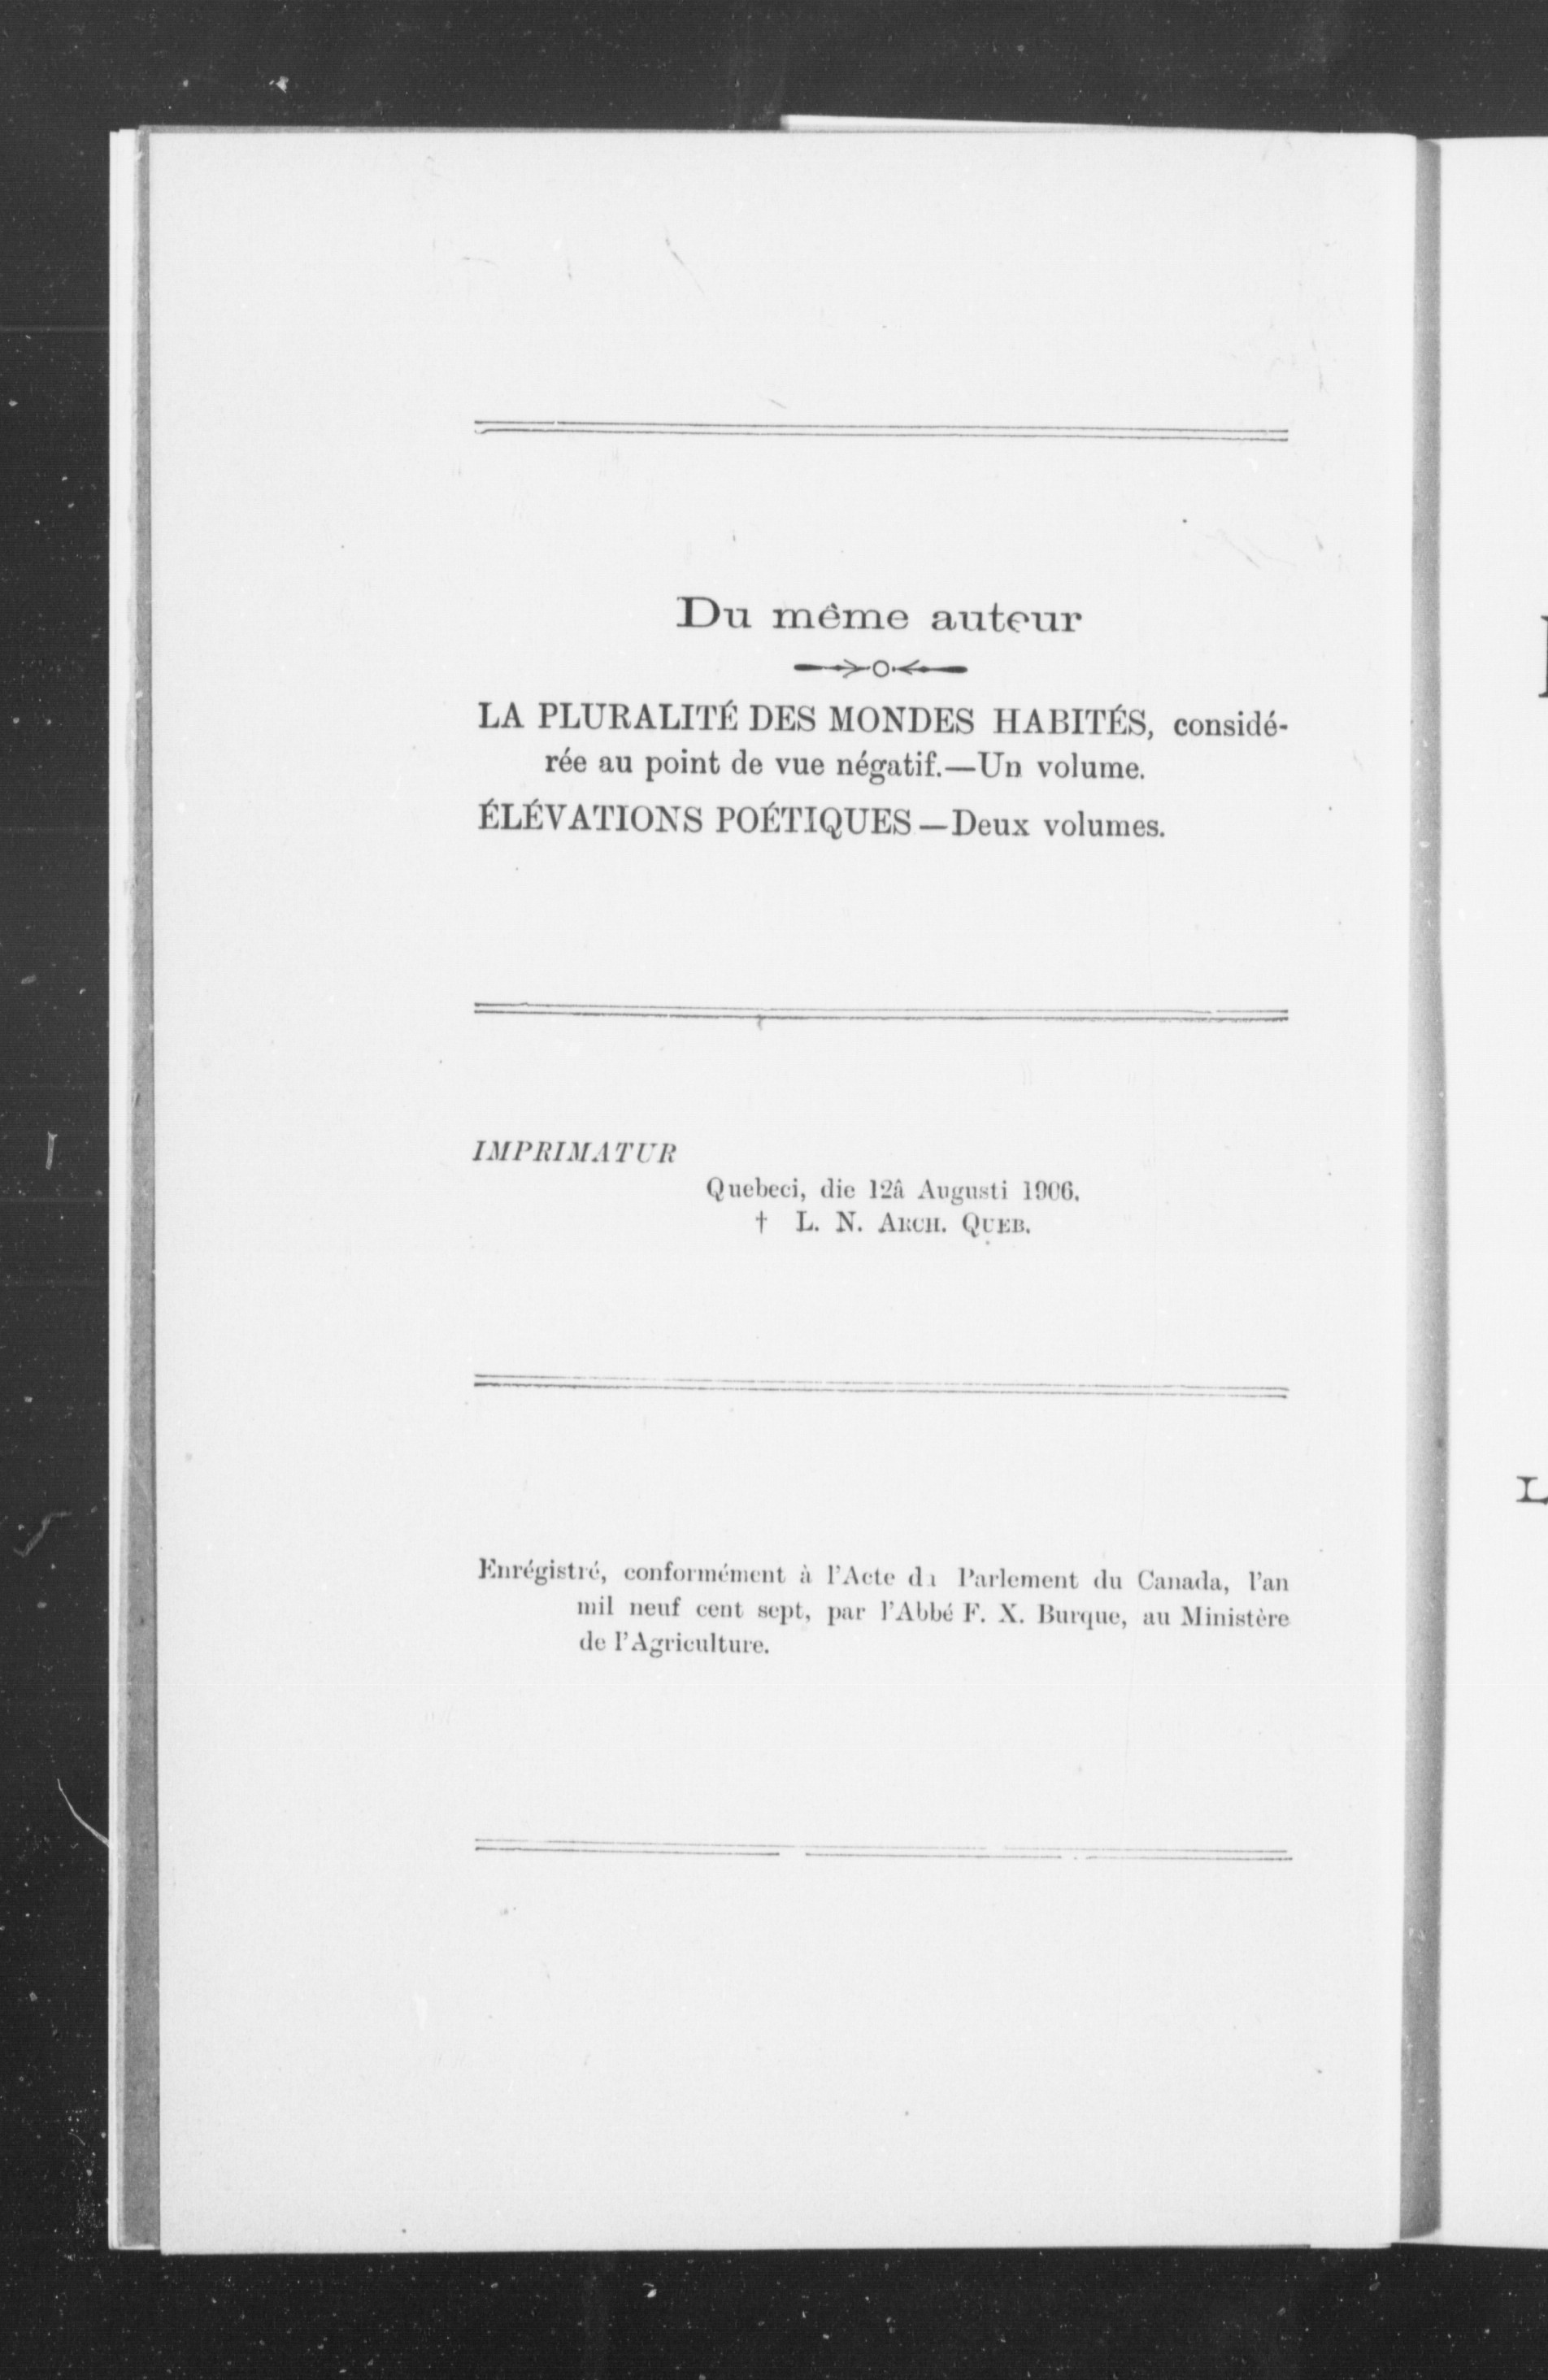 Du même auteur
LA PLURALITÉ DES MONDES HABITÉS, considé-
rée au point de vue négatif.—Un volume.
ÉLÉVATIONS POÉTIQUES—Deux volumes.
IMPRIMATUR
Quebeci, die 12â Augusti 1906.
† L. N. ARCH. QUEB.
Enrégistré, conformément à l'Acte du Parlement du Canada, l'an
mil neuf cent sept, par l'Abbé F. X. Burque, au Ministère
de l'Agriculture.
L